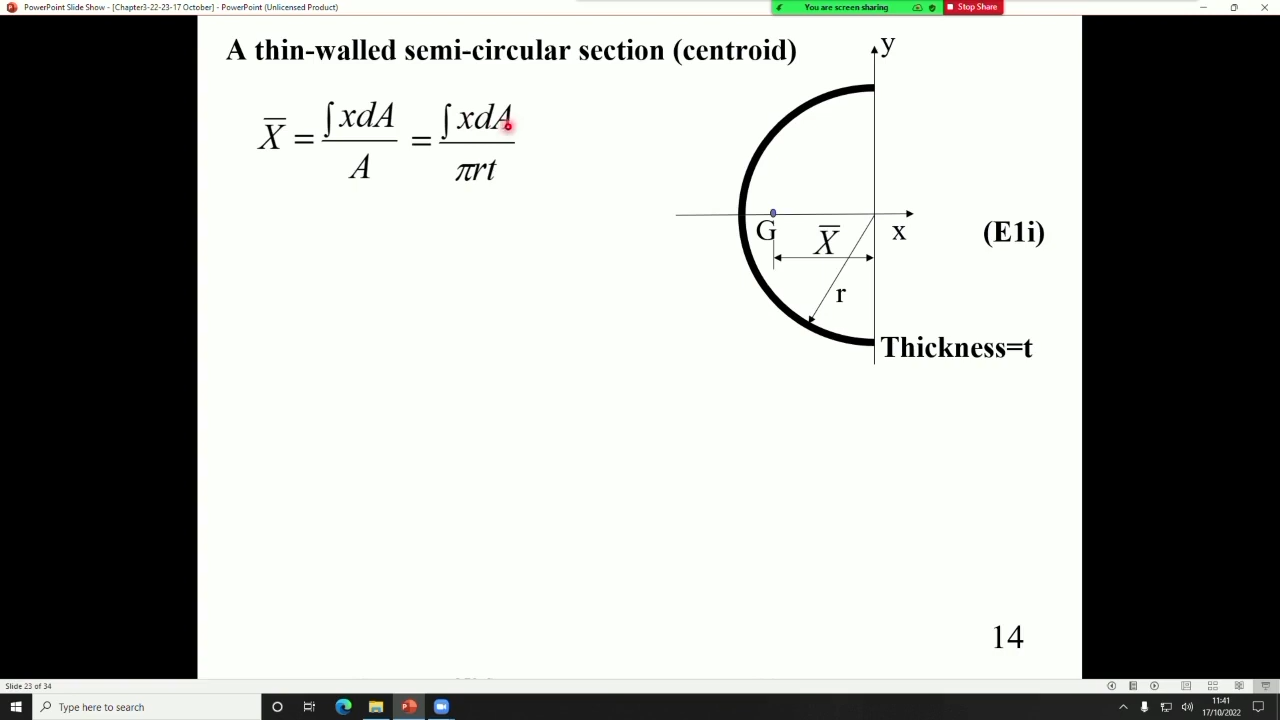 PowerPoint Slide Show - [Chapter3-22-23-17 October] - PowerPoint (Unlicensed Product)
You are screen sharing
Stop Share
A thin-walled semi-circular section (centroid)
y
X̄ = ∫xdA / A = ∫xdA / πrt
G
X̄
x
(E1i)
r
Thickness=t
14
Slide 23 of 34
Type here to search
11:41
17/10/2022